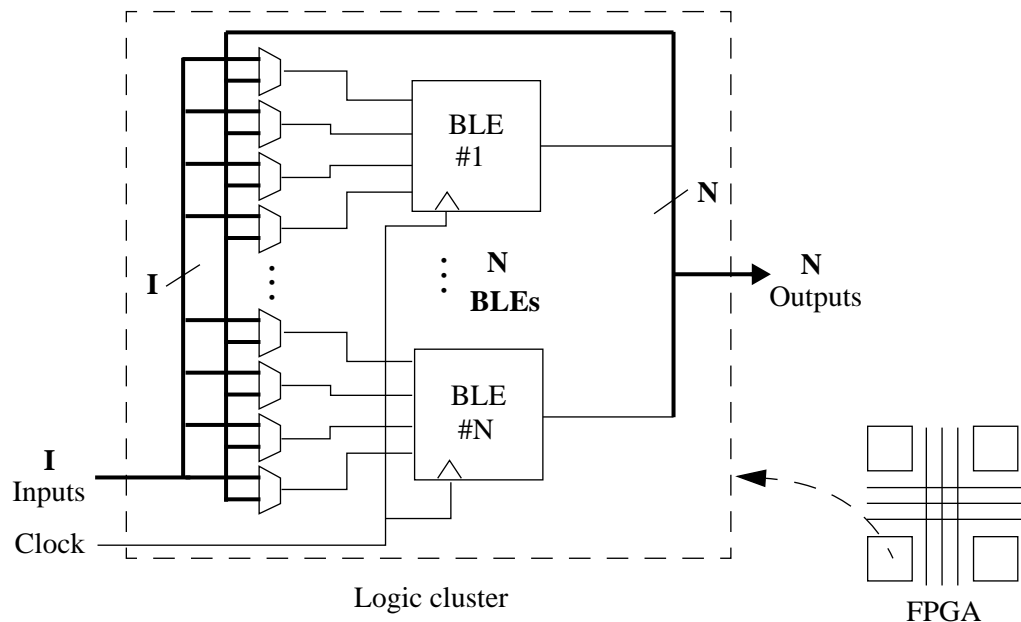 BLE
#1
N
I
N
BLEs
N
Outputs
BLE
#N
I
Inputs
Clock
Logic cluster
FPGA